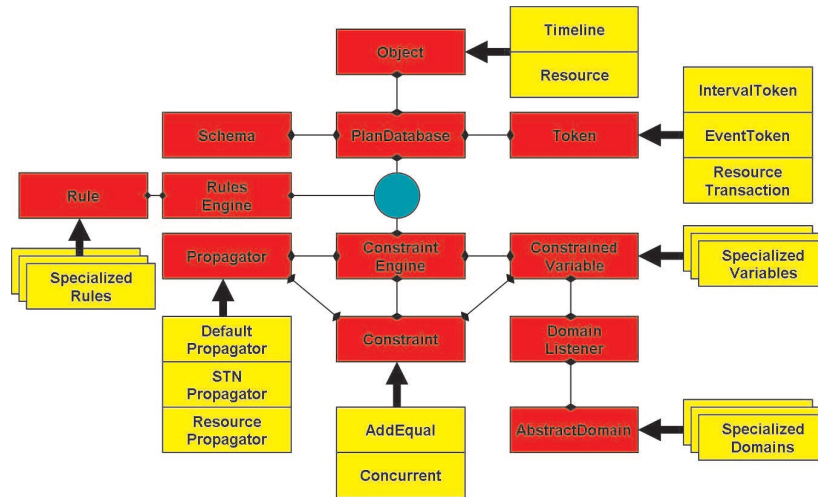 Timeline
Object
Resource
IntervalToken
Schema
PlanDatabase
Token
EventToken
Resource
Transaction
Rule
Rules
Engine
Propagator
Constraint
Engine
Constrained
Variable
Specialized
Variables
Specialized
Rules
Default
Propagator
STN
Propagator
Resource
Propagator
Constraint
Domain
Listener
AddEqual
Concurrent
AbstractDomain
Specialized
Domains